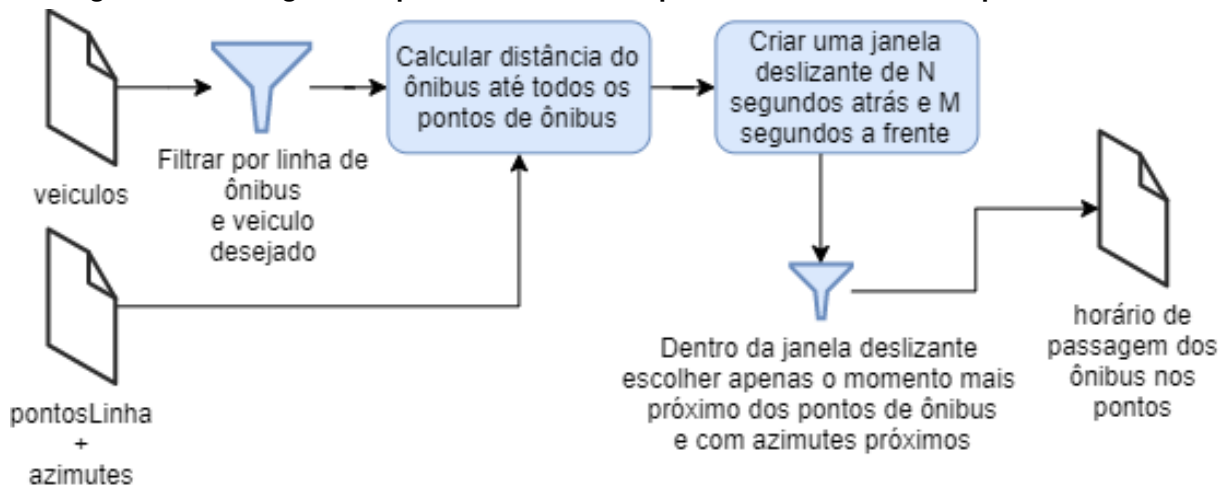 Calcular distância do
ônibus até todos os
pontos de ônibus
Criar uma janela
deslizante de N
segundos atrás e M
segundos a frente
veiculos
Filtrar por linha de
ônibus
e veiculo
desejado
pontosLinha
+
azimutes
Dentro da janela deslizante
escolher apenas o momento mais
próximo dos pontos de ônibus
e com azimutes próximos
horário de
passagem dos
ônibus nos
pontos